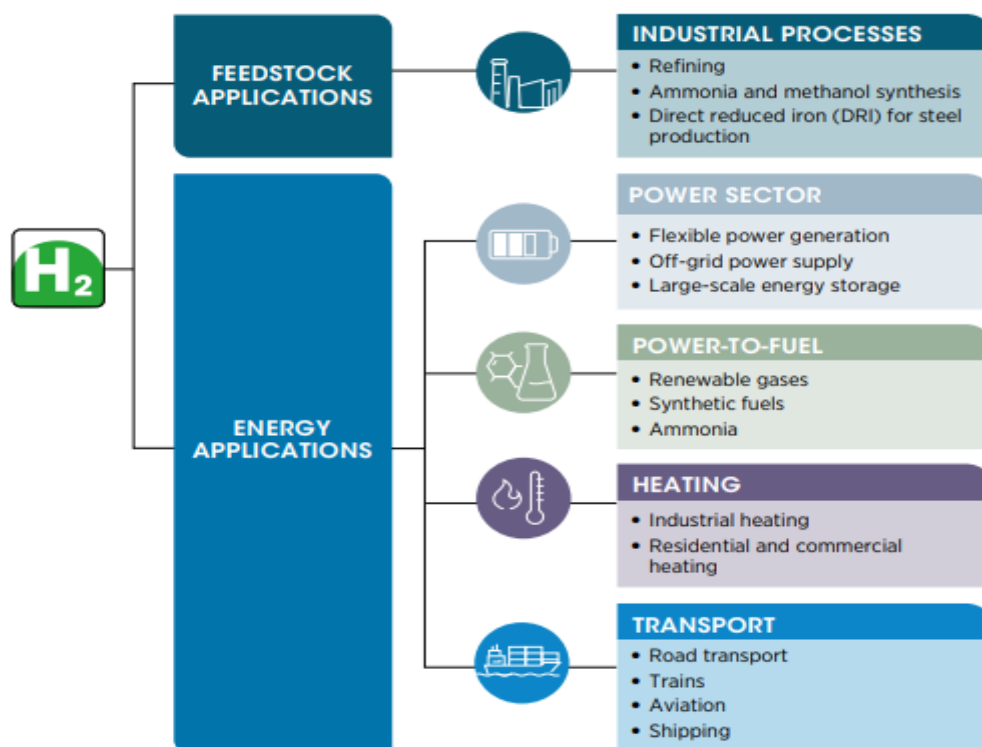 H2
FEEDSTOCK
APPLICATIONS
INDUSTRIAL PROCESSES
• Refining
• Ammonia and methanol synthesis
• Direct reduced iron (DRI) for steel
production
ENERGY
APPLICATIONS
POWER SECTOR
• Flexible power generation
• Off-grid power supply
• Large-scale energy storage
POWER-TO-FUEL
• Renewable gases
• Synthetic fuels
• Ammonia
HEATING
• Industrial heating
• Residential and commercial
heating
TRANSPORT
• Road transport
• Trains
• Aviation
• Shipping